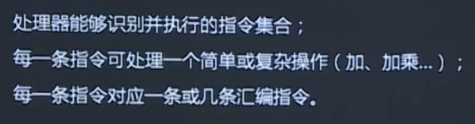 处理器能够识别并执行的指令集合；
每一条指令可处理一个简单或复杂操作（加、加乘...）；
每一条指令对应一条或几条汇编指令。